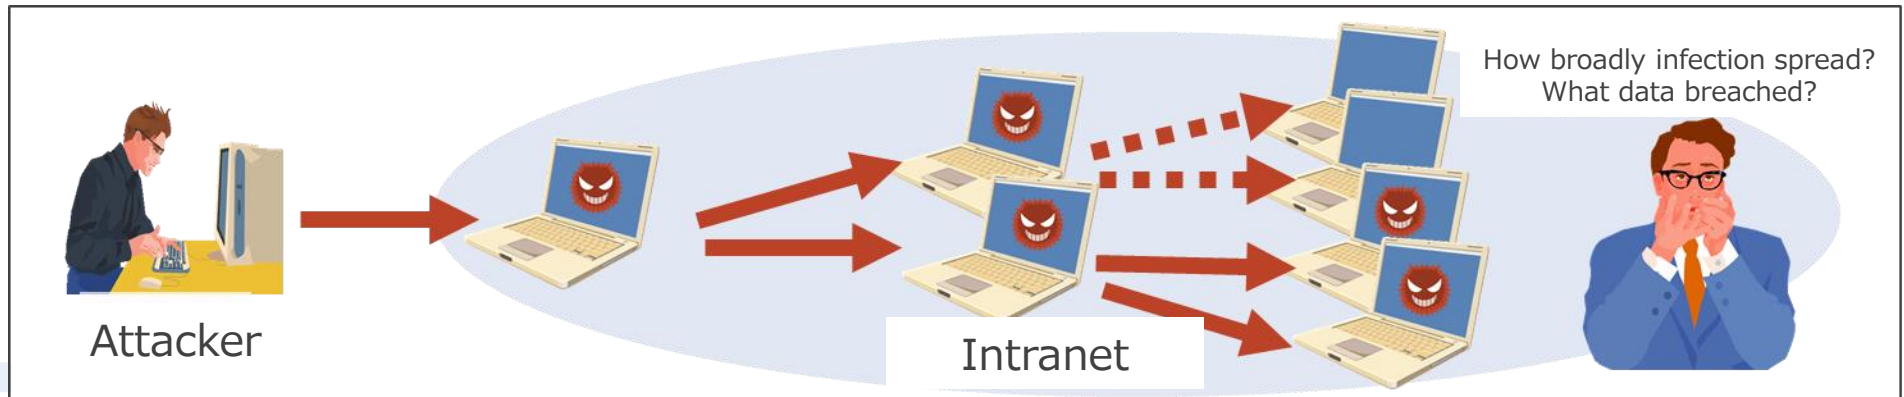 How broadly infection spread?
What data breached?
Attacker
Intranet